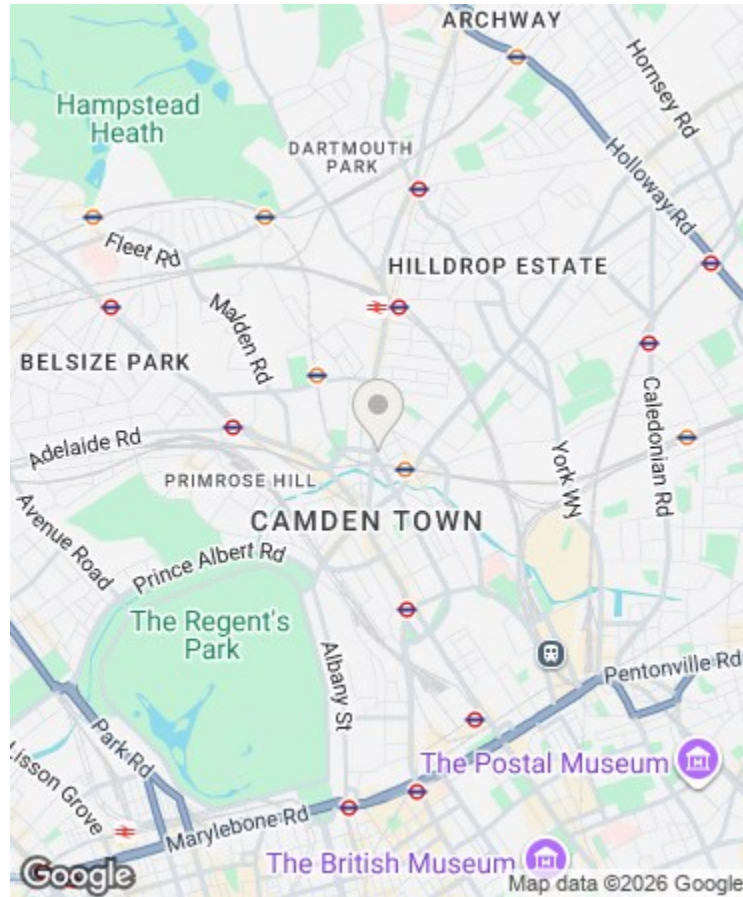 ARCHWAY
Hornsey Rd
Hampstead
Heath
DARTMOUTH
PARK
Holloway Rd
Fleet Rd
HILLDROP ESTATE
Malden Rd
BELSIZE PARK
Caledonian Rd
Adelaide Rd
York WY
PRIMROSE HILL
CAMDEN TOWN
Avenue Road
Prince Albert Rd
The Regent's
Park
Albany St
Pentonville Rd
Park Rd
The Postal Museum
Lisson Grove
Marylebone Rd
The British Museum
Google
Map data ©2026 Google